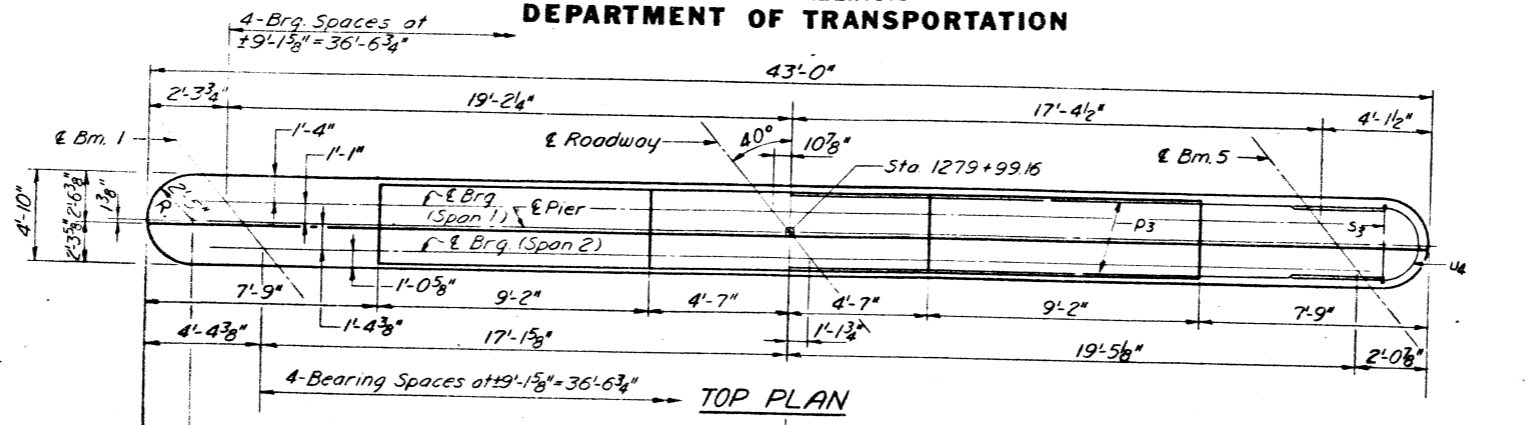 DEPARTMENT OF TRANSPORTATION
4-Brg. Spaces at
±9'-1⅝"=36'-6¾"
43'-0"
2'-3¾"
19'-2¼"
17'-4½"
4'-1½"
℄ Bm. 1
1'-4"
1'-1"
℄ Roadway
40°
10⅞"
Sta. 1279+99.16
℄ Bm. 5
4'-10"
2'-6⅜"
2'-3⅝"
1⅜"
2'-5"
℄ Brg
(Span 1)
℄ Pier
℄ Brg. (Span 2)
p3
s3
u4
7'-9"
1'-0⅝"
9'-2"
4'-7"
4'-7"
9'-2"
7'-9"
1'-4⅜"
1'-1¾"
4'-4⅜"
17'-1⅝"
19'-5⅛"
2'-0⅞"
4-Bearing Spaces at ±9'-1⅝"=36'-6¾"
TOP PLAN